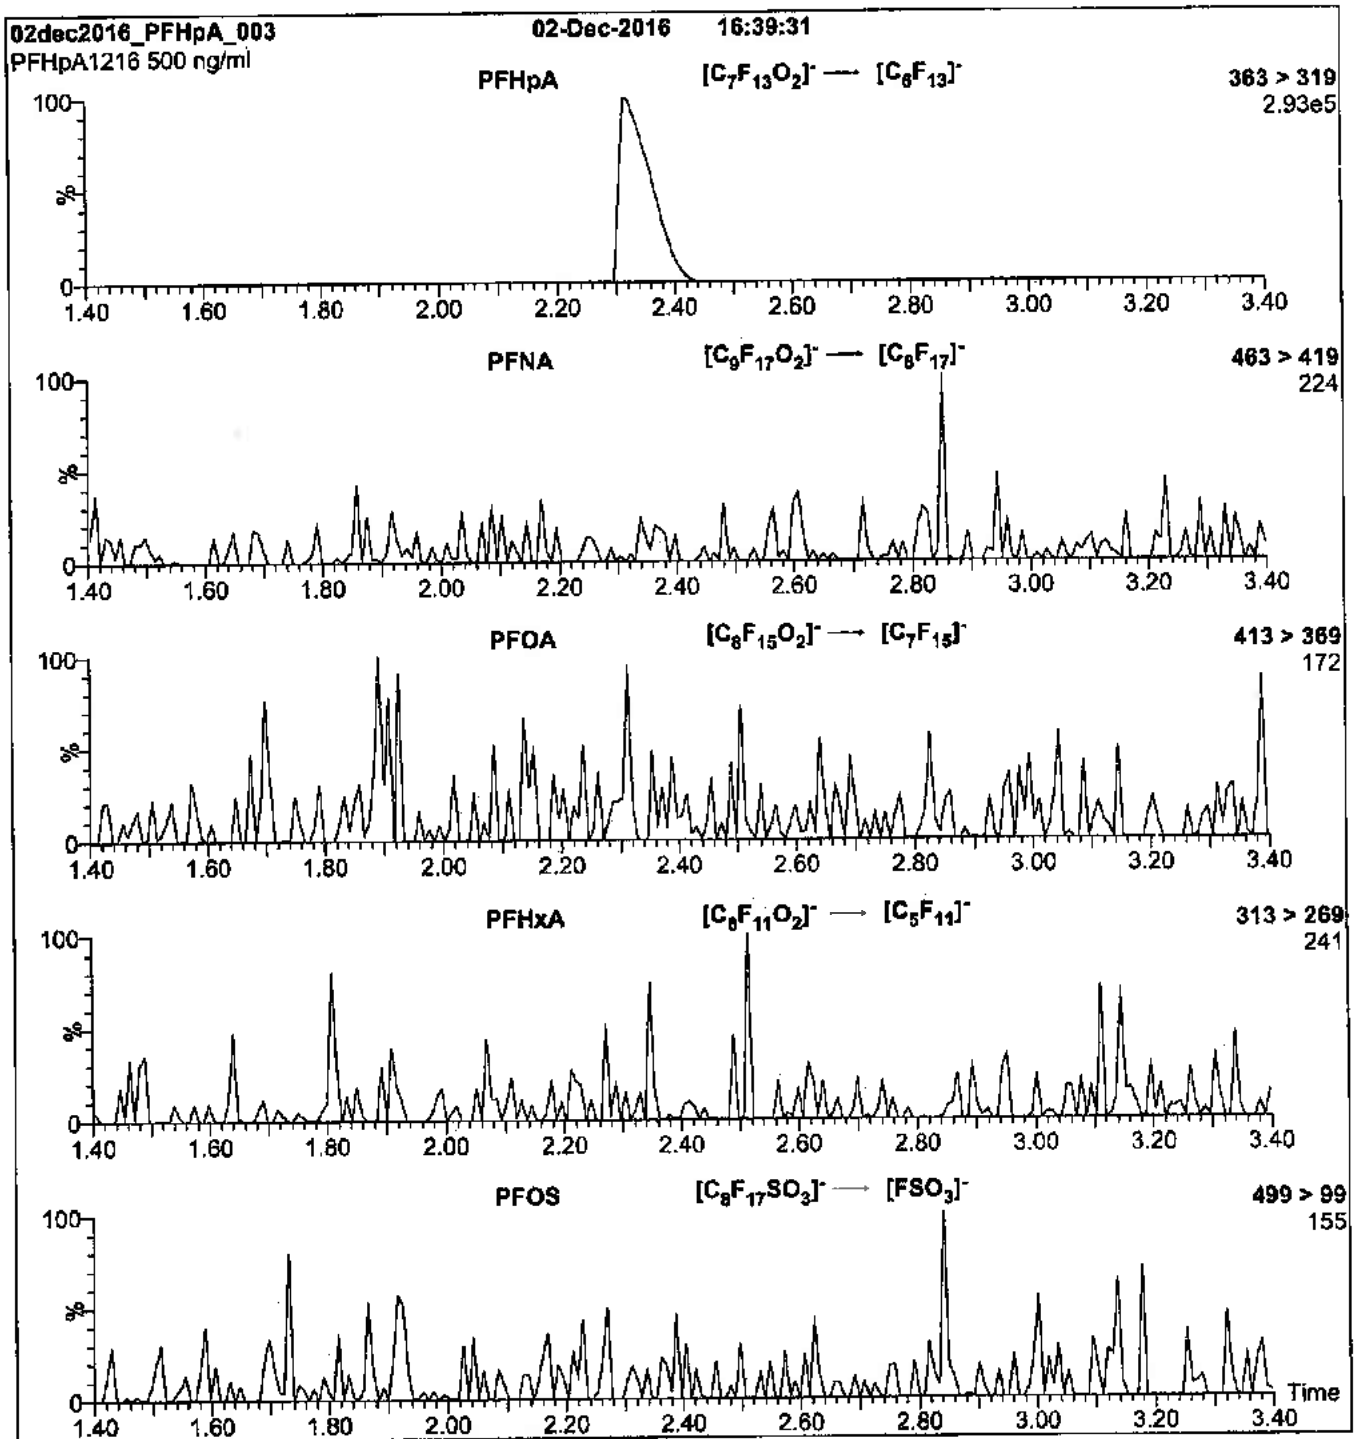 02dec2016_PFHpA_003 02-Dec-2016 16:39:31
PFHpA1216 500 ng/ml
PFHpA [C7F13O2]⁻ → [C6F13]⁻ 363 > 319
2.93e5
100
%
0
1.40 1.60 1.80 2.00 2.20 2.40 2.60 2.80 3.00 3.20 3.40
PFNA [C9F17O2]⁻ → [C8F17]⁻ 463 > 419
224
100
%
0
1.40 1.60 1.80 2.00 2.20 2.40 2.60 2.80 3.00 3.20 3.40
PFOA [C8F15O2]⁻ → [C7F15]⁻ 413 > 369
172
100
%
0
1.40 1.60 1.80 2.00 2.20 2.40 2.60 2.80 3.00 3.20 3.40
PFHxA [C6F11O2]⁻ → [C5F11]⁻ 313 > 269
241
100
%
0
1.40 1.60 1.80 2.00 2.20 2.40 2.60 2.80 3.00 3.20 3.40
PFOS [C8F17SO3]⁻ → [FSO3]⁻ 499 > 99
155
100
%
0
Time
1.40 1.60 1.80 2.00 2.20 2.40 2.60 2.80 3.00 3.20 3.40